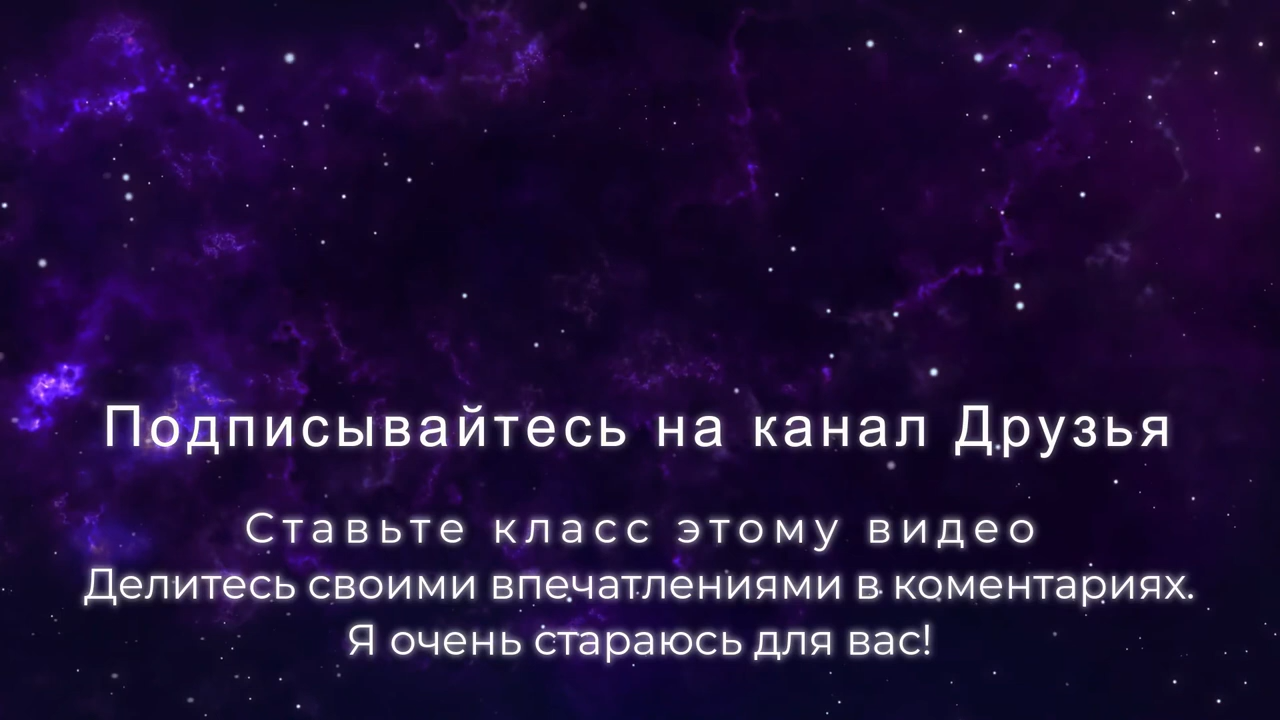 Подписывайтесь на канал Друзья
Ставьте класс этому видео
Делитесь своими впечатлениями в коментариях.
Я очень стараюсь для вас!